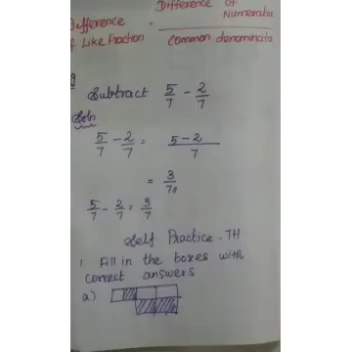 Difference Of
Difference = Numerator
Of Like Fraction Common denominato
Subtract 5/7 - 2/7
Soln
5/7 - 2/7 = 5-2/7
= 3/7
5/7 - 2/7 = 3/7
Self Practice - 7H
1. Fill in the boxes with
correct answers
a)